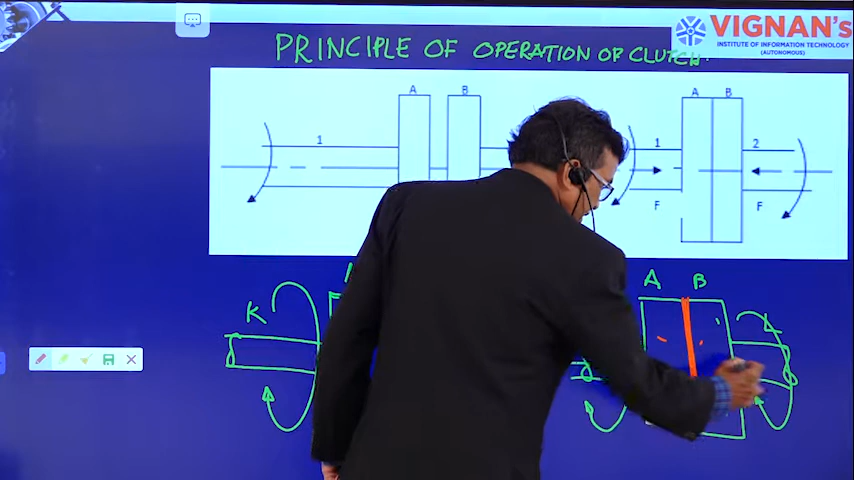 VIGNAN's
INSTITUTE OF INFORMATION TECHNOLOGY
(AUTONOMOUS)
PRINCIPLE OF OPERATION OF CLUTCH.
A B A B
1 1 2
F F
A B
K